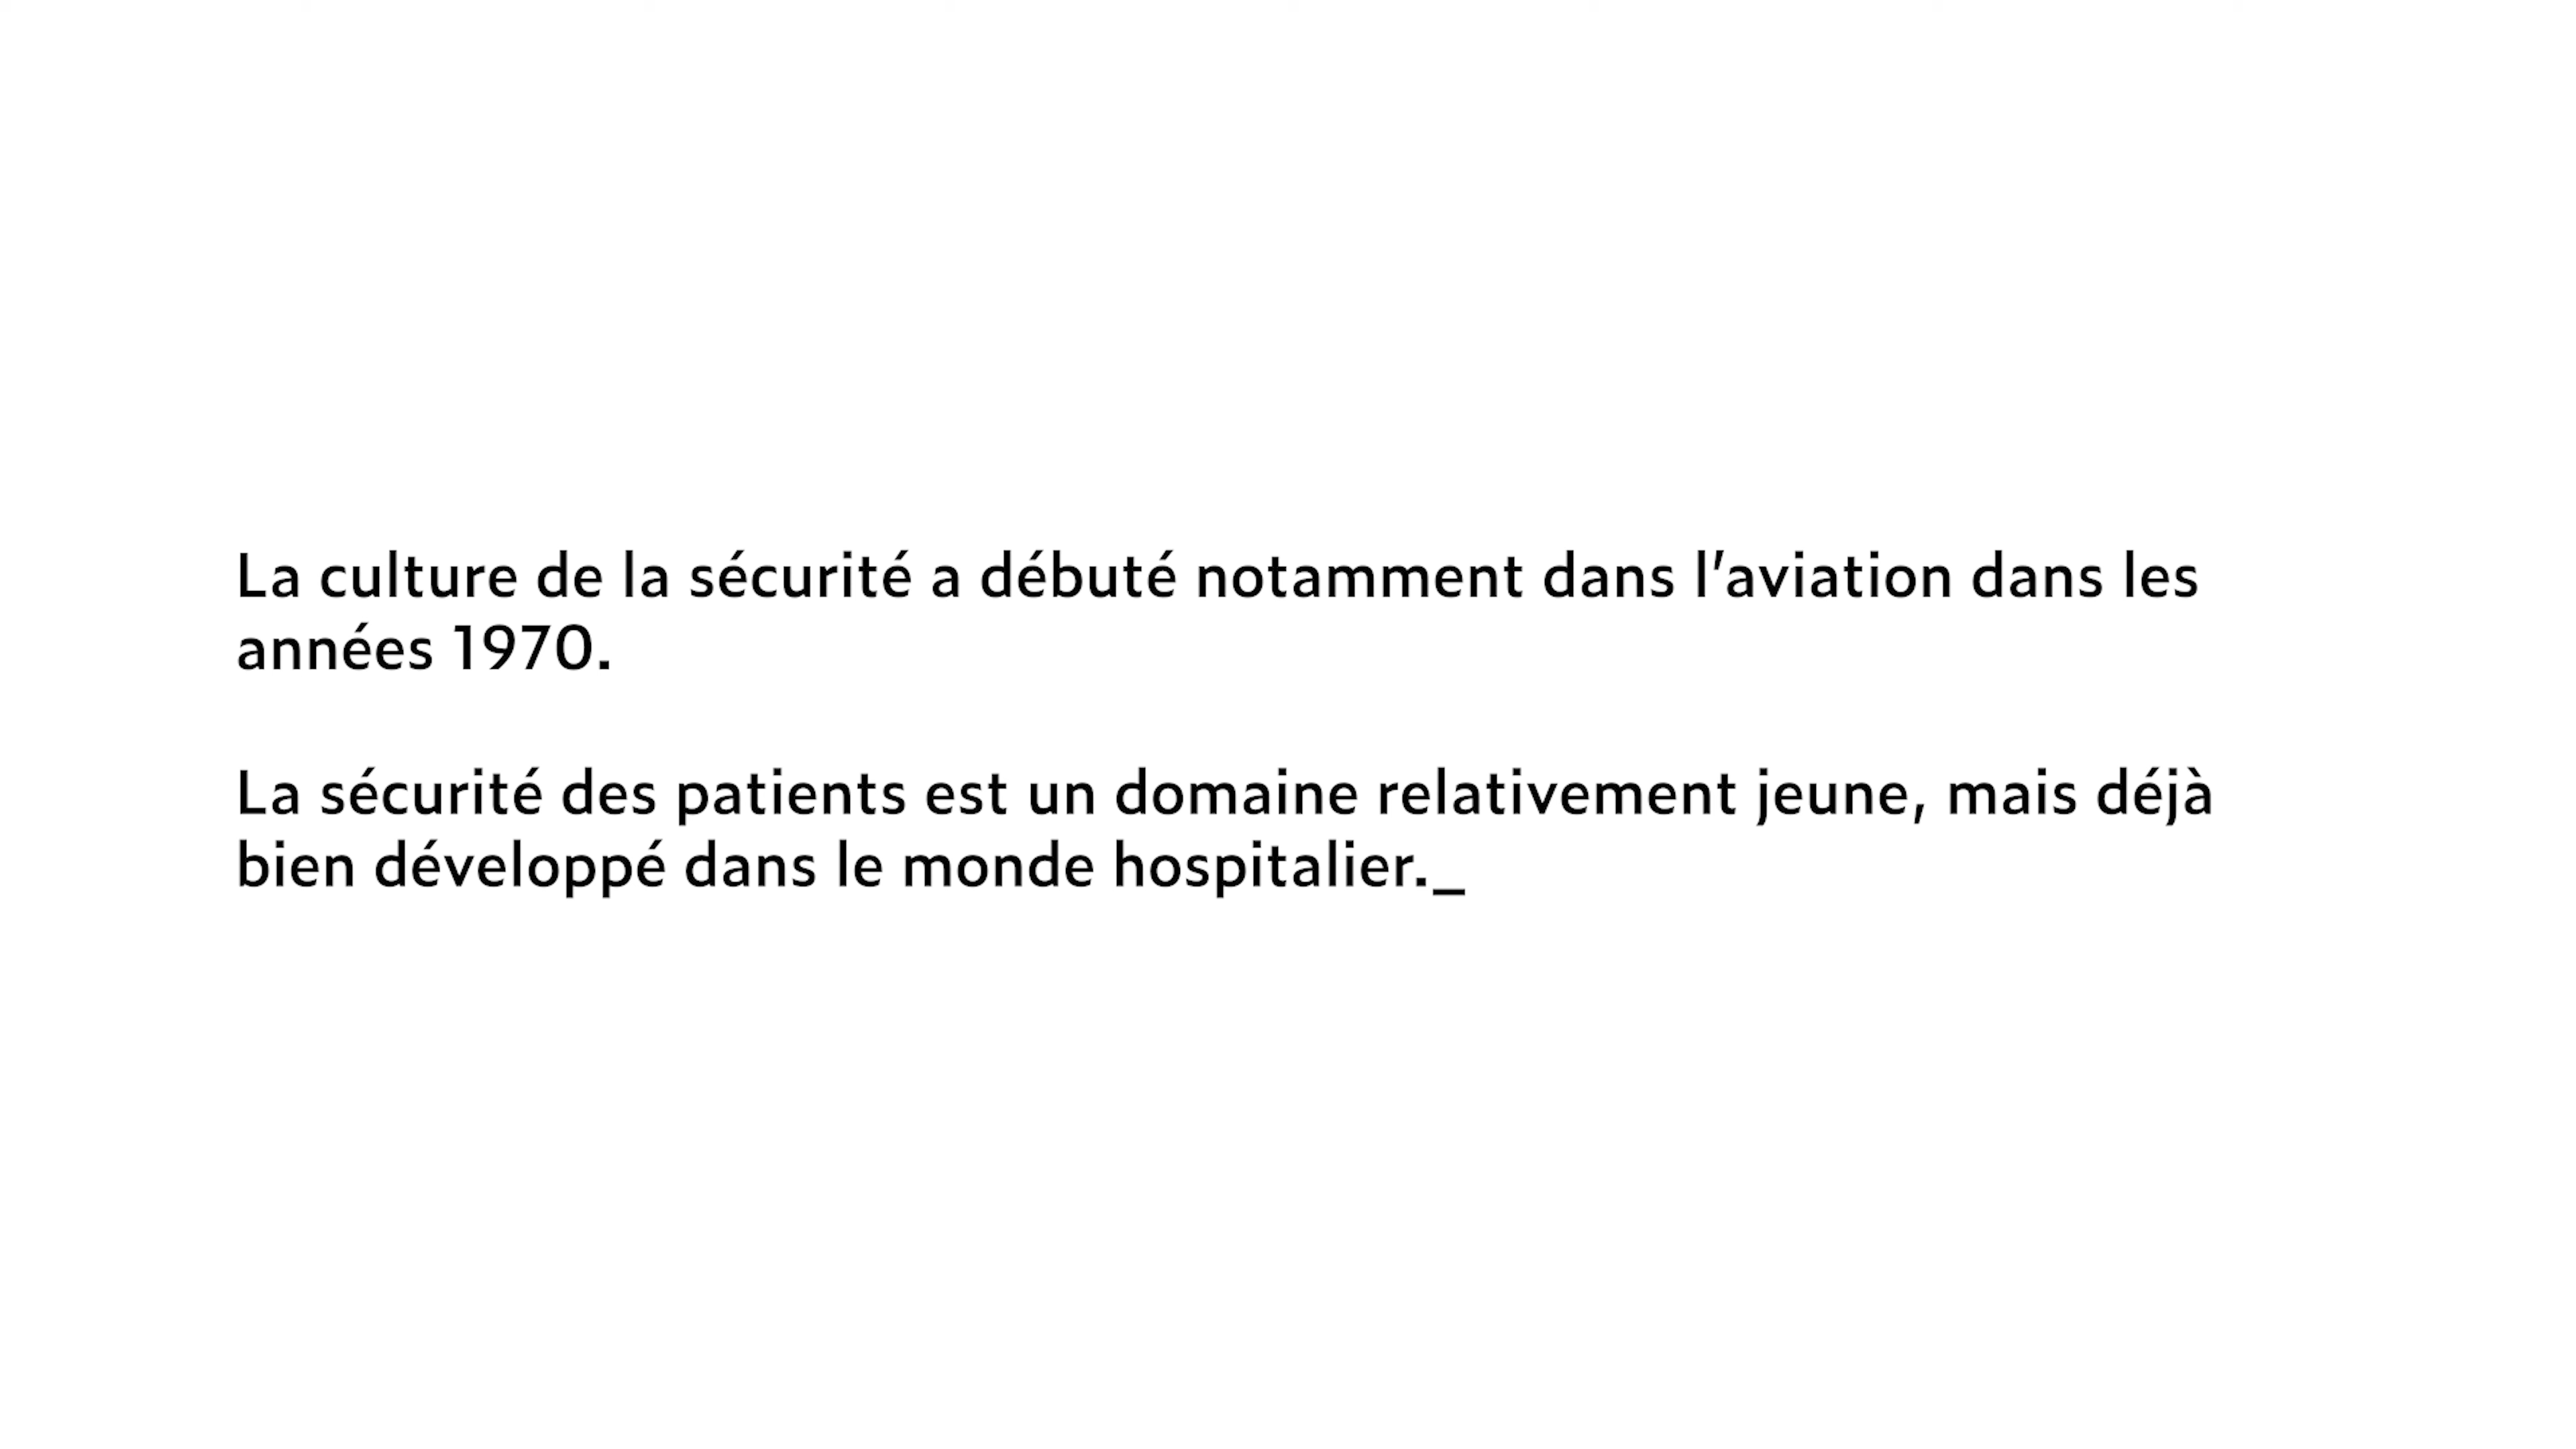 La culture de la sécurité a débuté notamment dans l'aviation dans les
années 1970.
La sécurité des patients est un domaine relativement jeune, mais déjà
bien développé dans le monde hospitalier._